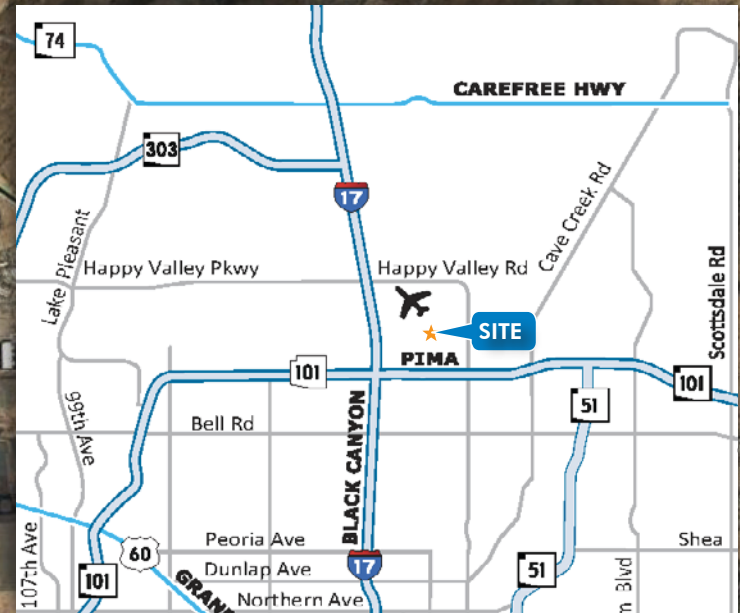 74
CAREFREE HWY
303
17
Cave Creek Rd
Lake Pleasant
Happy Valley Pkwy
Happy Valley Rd
Scottsdale Rd
SITE
PIMA
101
101
51
99th Ave
Bell Rd
BLACK CANYON
Peoria Ave
Shea
107th Ave
60
Dunlap Ave
17
51
101
Northern Ave